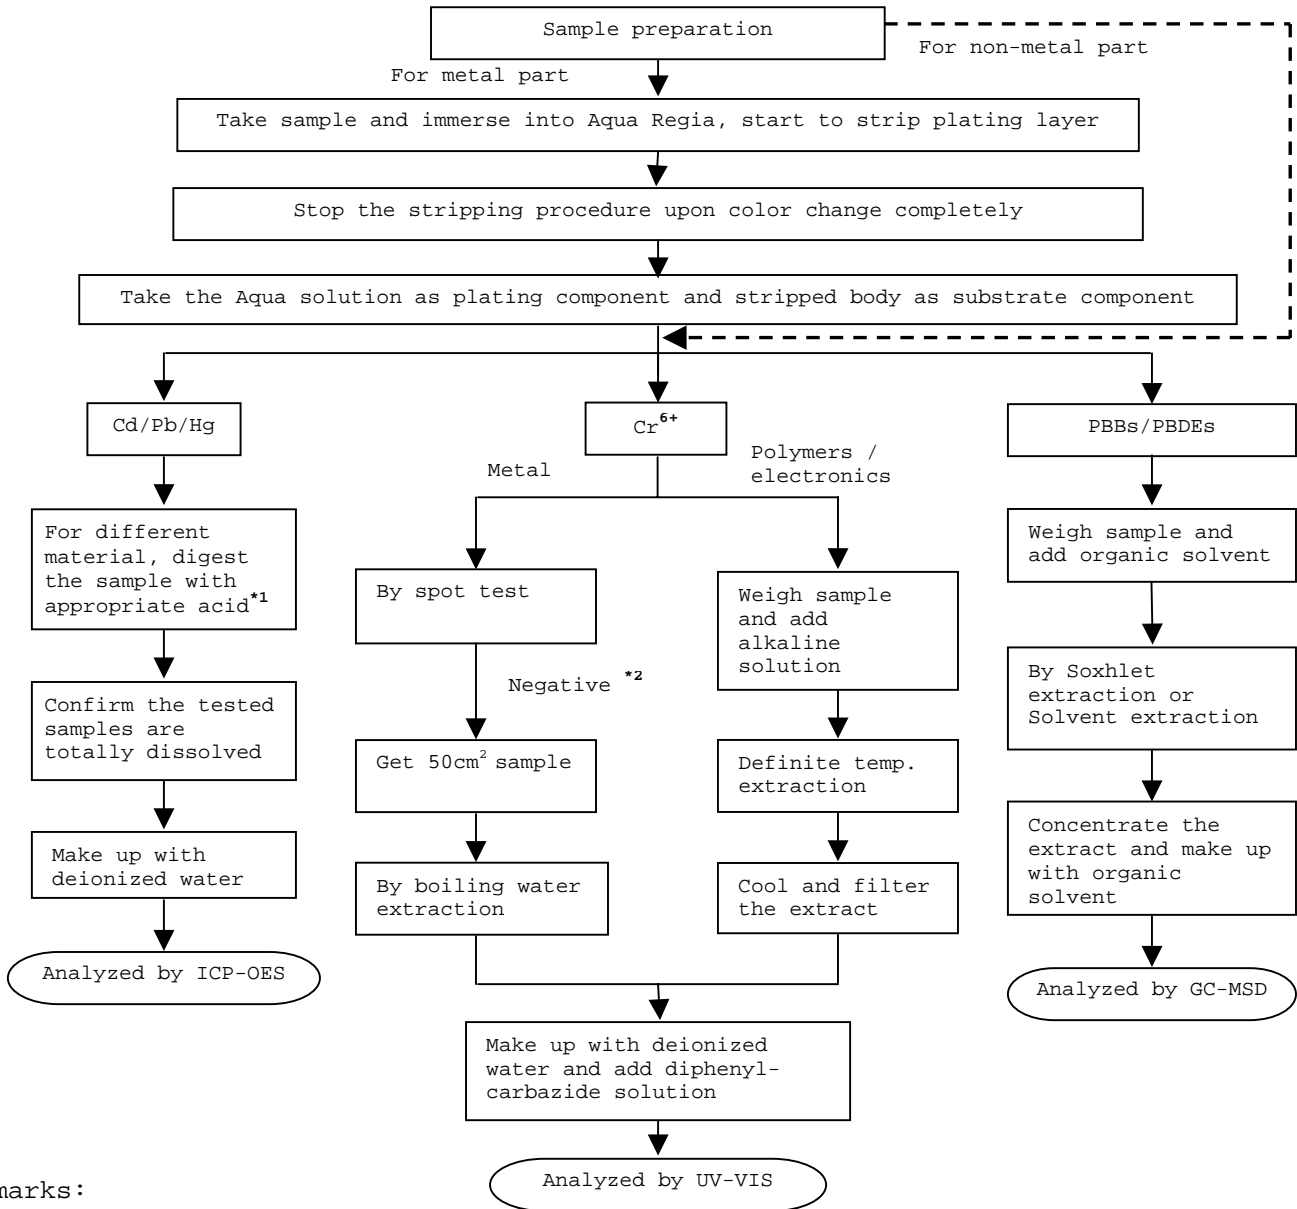 Sample preparation
For non-metal part
For metal part
Take sample and immerse into Aqua Regia, start to strip plating layer
Stop the stripping procedure upon color change completely
Take the Aqua solution as plating component and stripped body as substrate component
Cd/Pb/Hg
Cr6+
PBBs/PBDEs
Metal
Polymers /
electronics
For different
material, digest
the sample with
appropriate acid*1
By spot test
Weigh sample
and add
alkaline
solution
Weigh sample and
add organic solvent
Negative *2
Confirm the tested
samples are
totally dissolved
Get 50cm2 sample
Definite temp.
extraction
By Soxhlet
extraction or
Solvent extraction
Make up with
deionized water
By boiling water
extraction
Cool and filter
the extract
Concentrate the
extract and make up
with organic
solvent
Analyzed by ICP-OES
Analyzed by GC-MSD
Make up with deionized
water and add diphenyl-
carbazide solution
Analyzed by UV-VIS
marks: